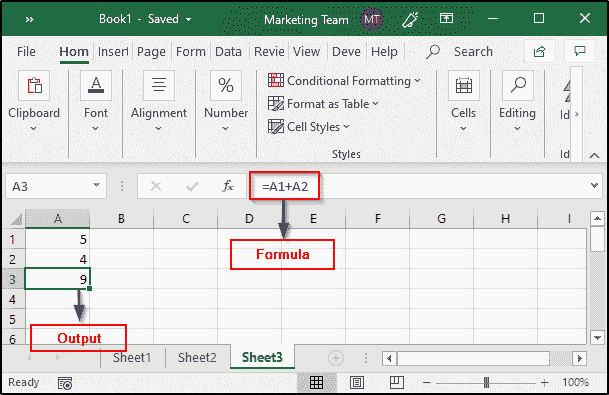 » Book1 - Saved Marketing Team MT
File Hom Insert Page Form Data Revie View Deve Help Search
Conditional Formatting
Format as Table
Cell Styles
Clipboard Font Alignment Number Cells Editing Id
Styles Id
A3 fx =A1+A2
A B C D E F G H I
1 5
2 4
3 9
4
5
6
Formula
Output
Sheet1 Sheet2 Sheet3
Ready 100%